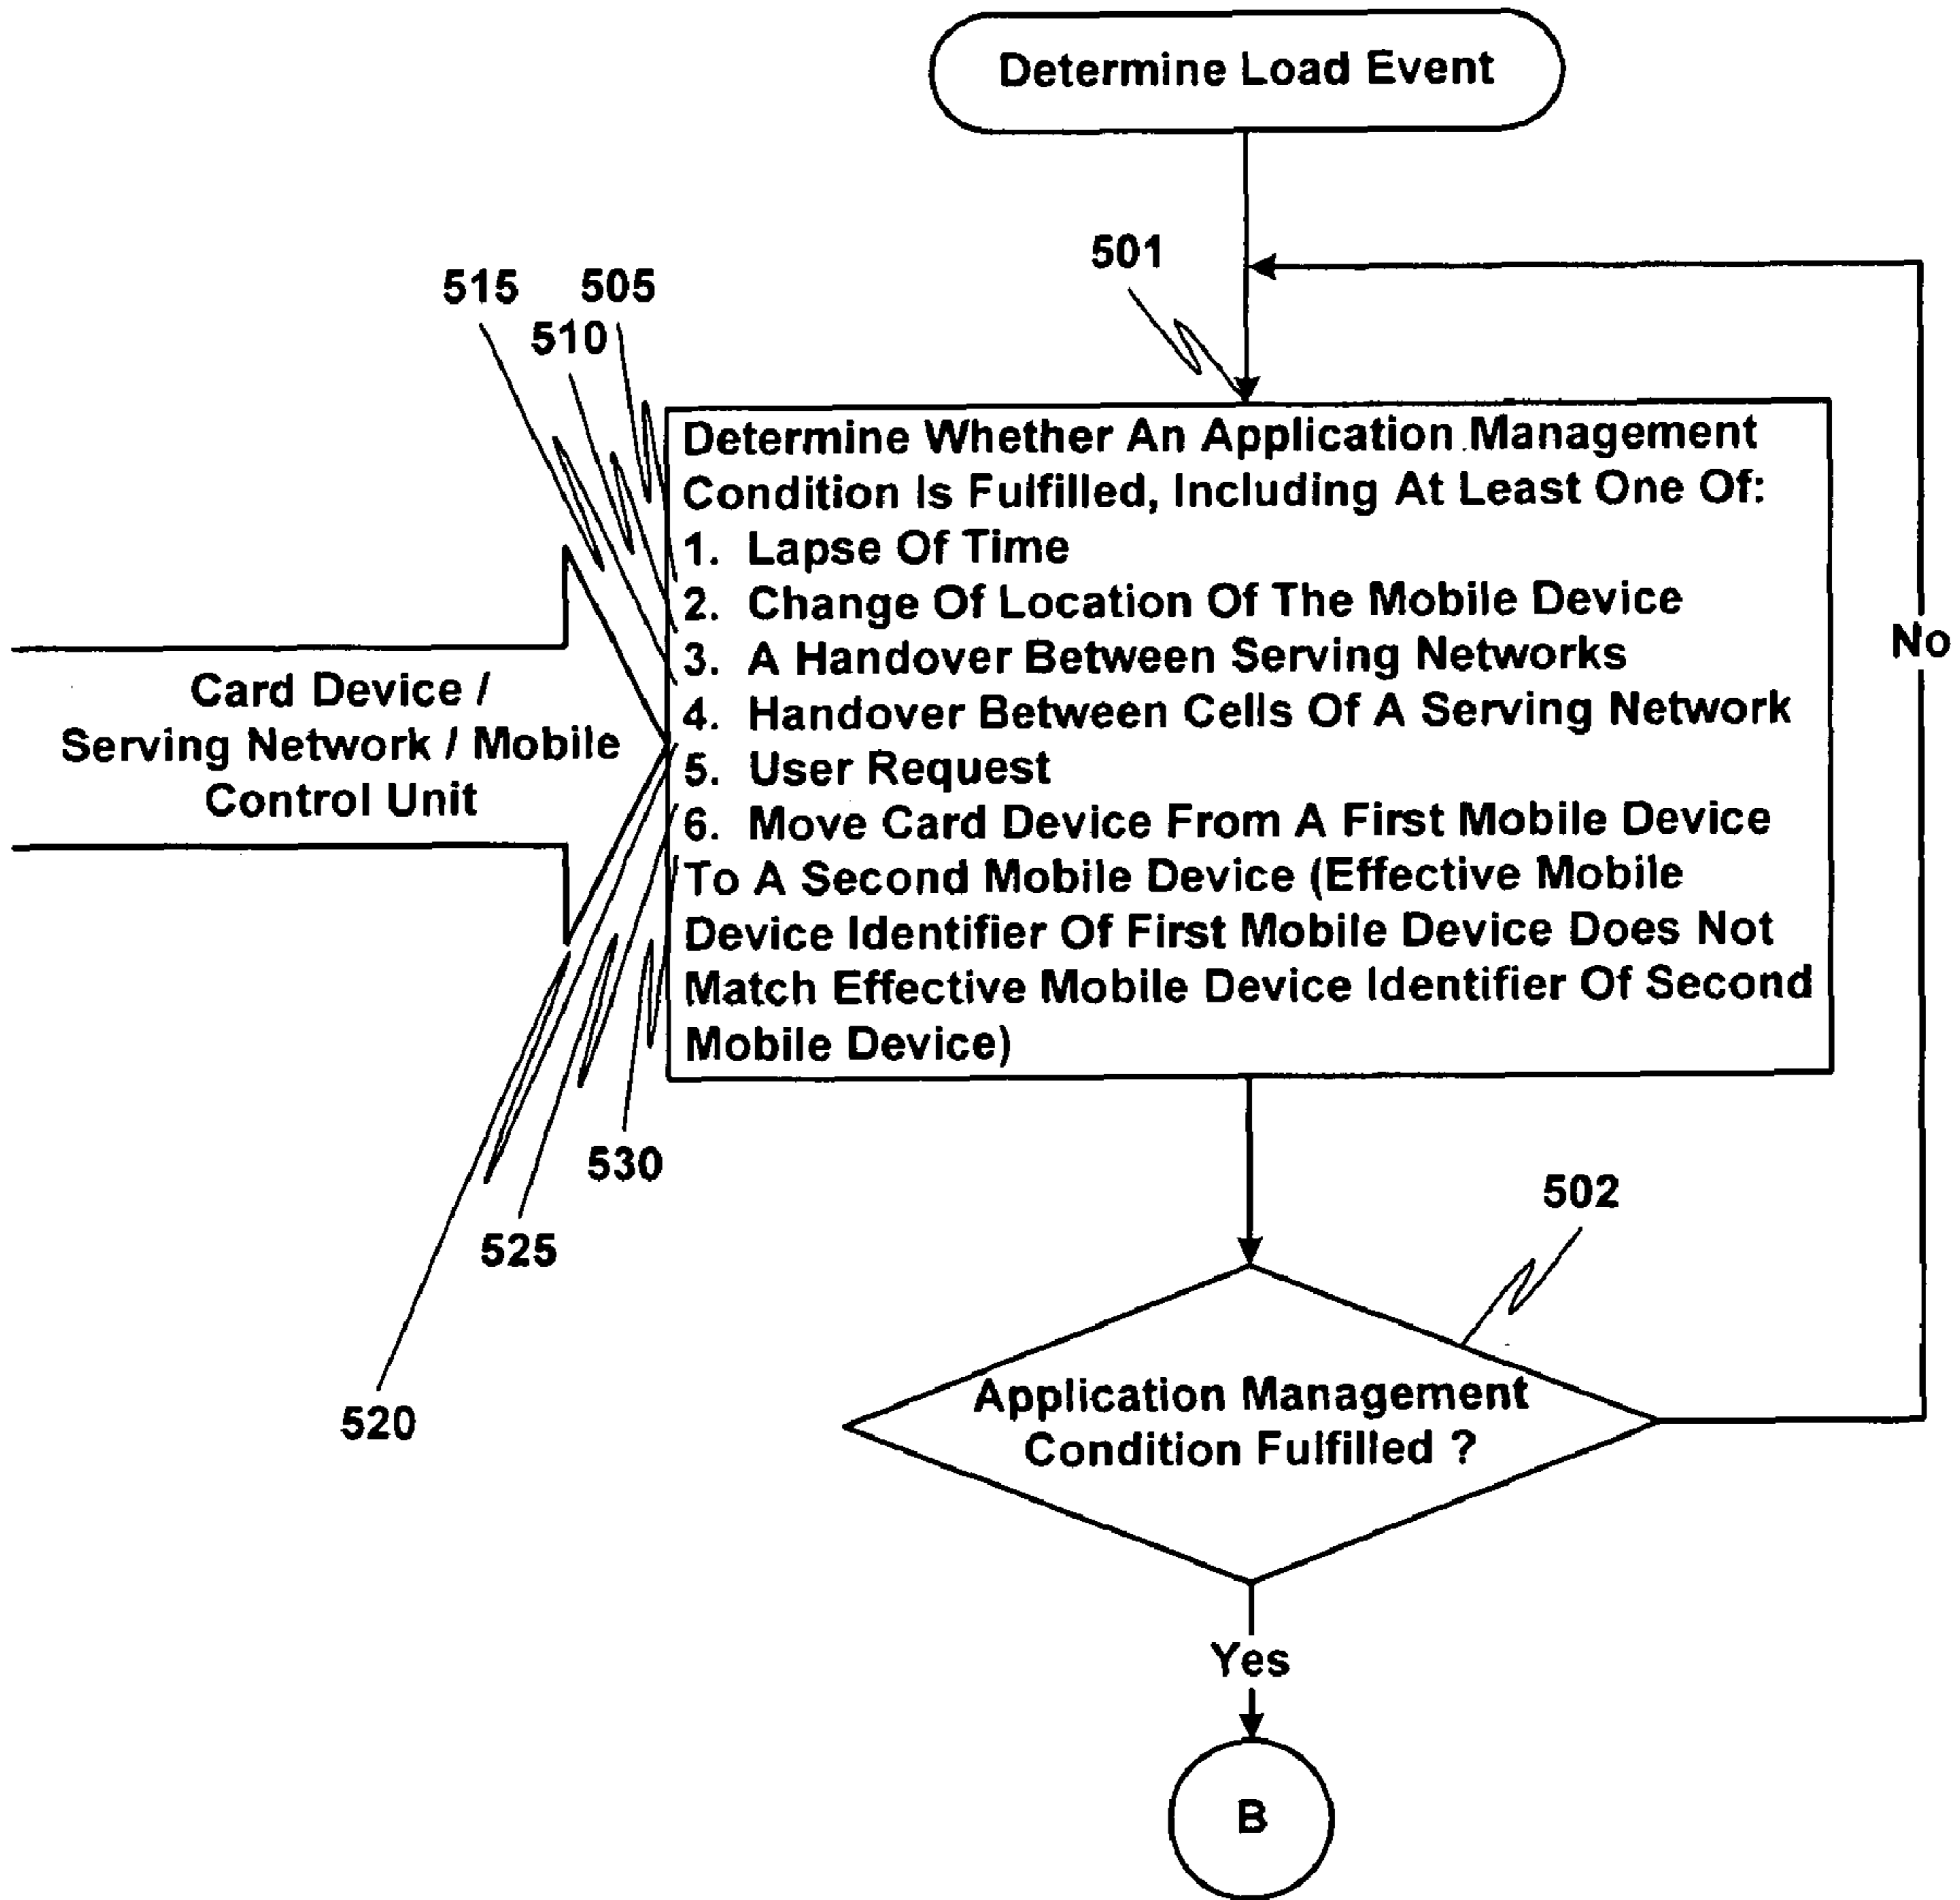 Determine Load Event
501
515
505
510
Determine Whether An Application Management
Condition Is Fulfilled, Including At Least One Of:
1. Lapse Of Time
2. Change Of Location Of The Mobile Device
3. A Handover Between Serving Networks
4. Handover Between Cells Of A Serving Network
5. User Request
6. Move Card Device From A First Mobile Device
To A Second Mobile Device (Effective Mobile
Device Identifier Of First Mobile Device Does Not
Match Effective Mobile Device Identifier Of Second
Mobile Device)
No
Card Device /
Serving Network / Mobile
Control Unit
530
525
520
502
Application Management
Condition Fulfilled ?
Yes
B